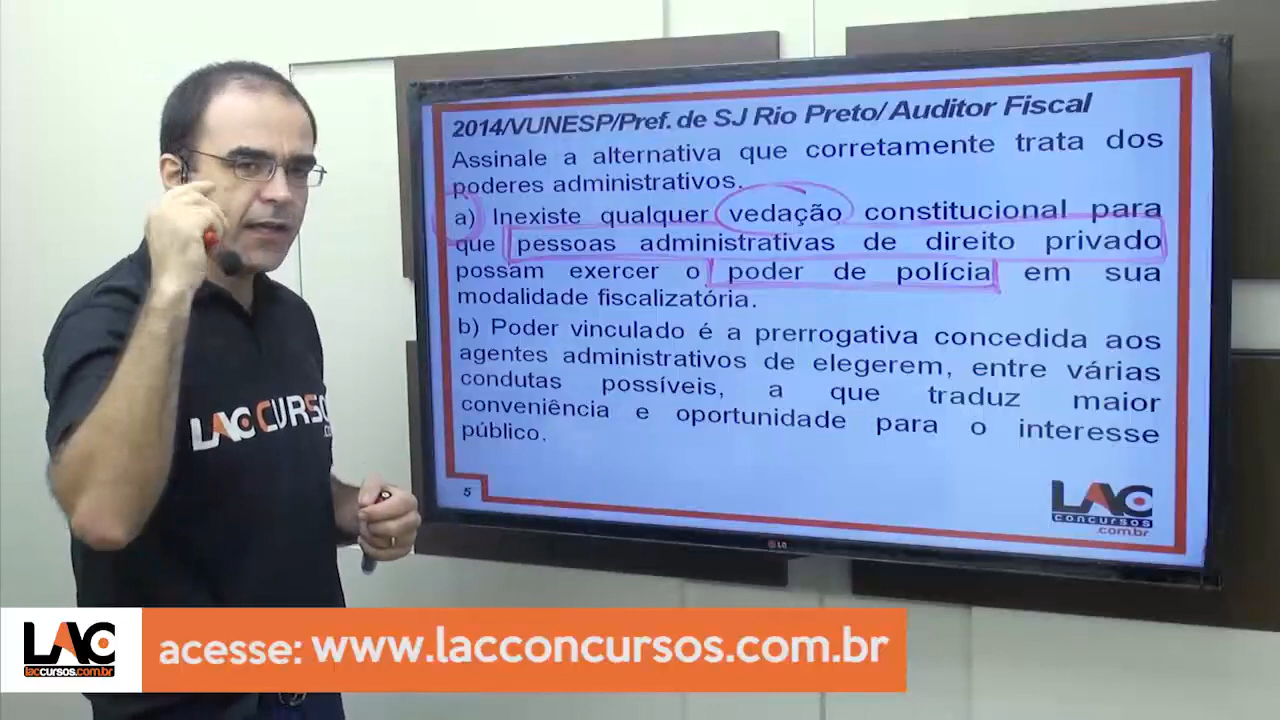 2014/VUNESP/Pref. de SJ Rio Preto/ Auditor Fiscal
Assinale a alternativa que corretamente trata dos
poderes administrativos.
a) Inexiste qualquer vedação constitucional para
que pessoas administrativas de direito privado
possam exercer o poder de polícia em sua
modalidade fiscalizatória.
b) Poder vinculado é a prerrogativa concedida aos
agentes administrativos de elegerem, entre várias
condutas possíveis, a que traduz maior
conveniência e oportunidade para o interesse
público.
5
LAC
concursos
.com.br
LG
LAC CURSO
LAC
laccursos.com.br
acesse: www.lacconcursos.com.br